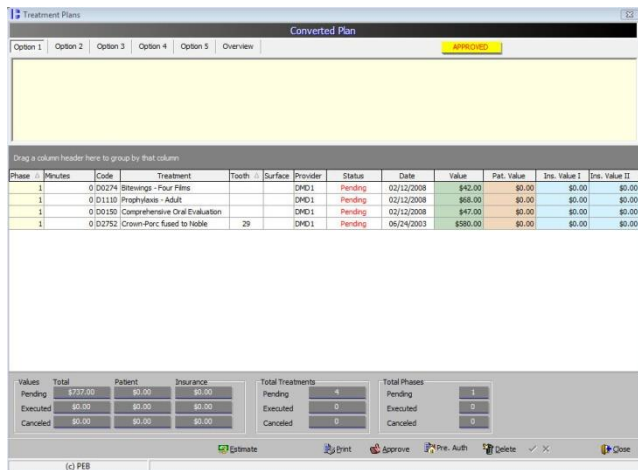 Treatment Plans
Converted Plan
Option 1 Option 2 Option 3 Option 4 Option 5 Overview APPROVED
Drag a column header here to group by that column
Phase Minutes Code Treatment Tooth Surface Provider Status Date Value Pat. Value Ins. Value I Ins. Value II
1 0 D0274 Bitewings - Four Films DMD1 Pending 02/12/2008 $42.00 $0.00 $0.00 $0.00
1 0 D1110 Prophylaxis - Adult DMD1 Pending 02/12/2008 $68.00 $0.00 $0.00 $0.00
1 0 D0150 Comprehensive Oral Evaluation DMD1 Pending 02/12/2008 $47.00 $0.00 $0.00 $0.00
1 0 D2752 Crown-Porc fused to Noble 29 DMD1 Pending 06/24/2003 $580.00 $0.00 $0.00 $0.00
Values Total Patient Insurance Total Treatments Total Phases
Pending $737.00 $0.00 $0.00 Pending 4 Pending 1
Executed $0.00 $0.00 $0.00 Executed 0 Executed 0
Canceled $0.00 $0.00 $0.00 Canceled 0 Canceled 0
Estimate Print Approve Pre. Auth Delete Close
(c) PEB